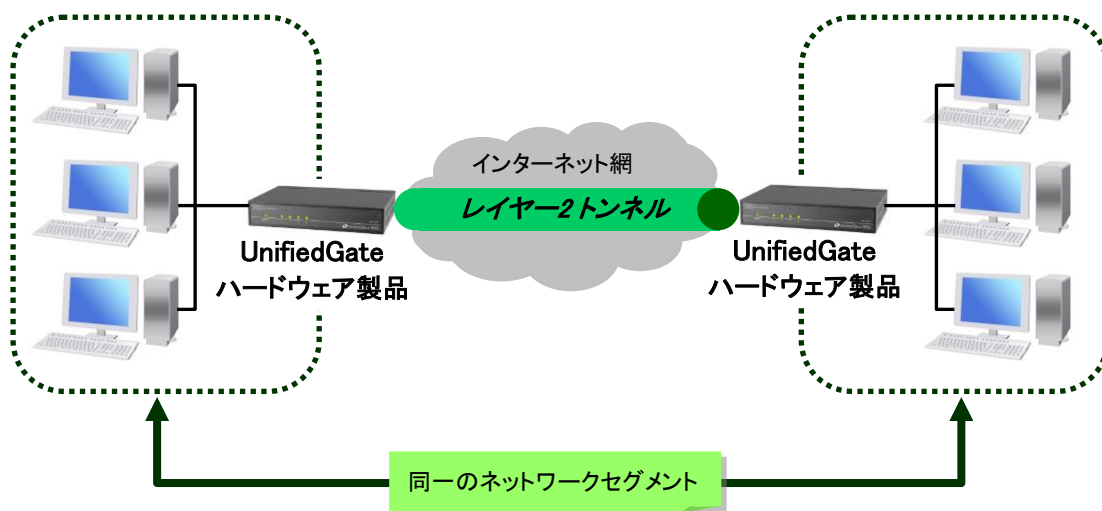 インターネット網
レイヤー2トンネル
UnifiedGate
ハードウェア製品
UnifiedGate
ハードウェア製品
同一のネットワークセグメント